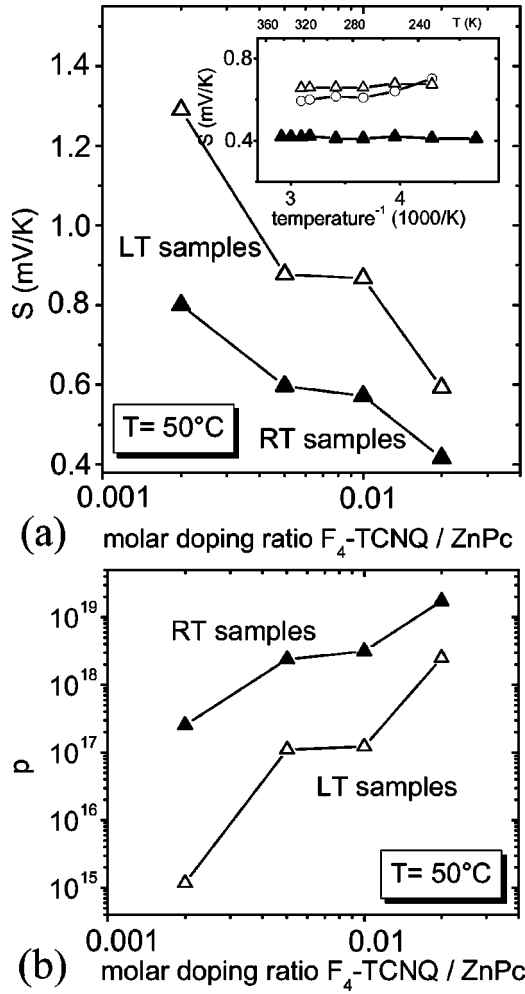 360 320 280 240 T (K)
0.8
0.4
S (mV/K)
3 4
temperature⁻¹ (1000/K)
1.4
1.2
1.0
0.8
0.6
0.4
S (mV/K)
LT samples
RT samples
T= 50°C
0.001 0.01
(a) molar doping ratio F₄-TCNQ / ZnPc
10¹⁹
10¹⁸
10¹⁷
10¹⁶
10¹⁵
p
RT samples
LT samples
T= 50°C
0.001 0.01
(b) molar doping ratio F₄-TCNQ / ZnPc